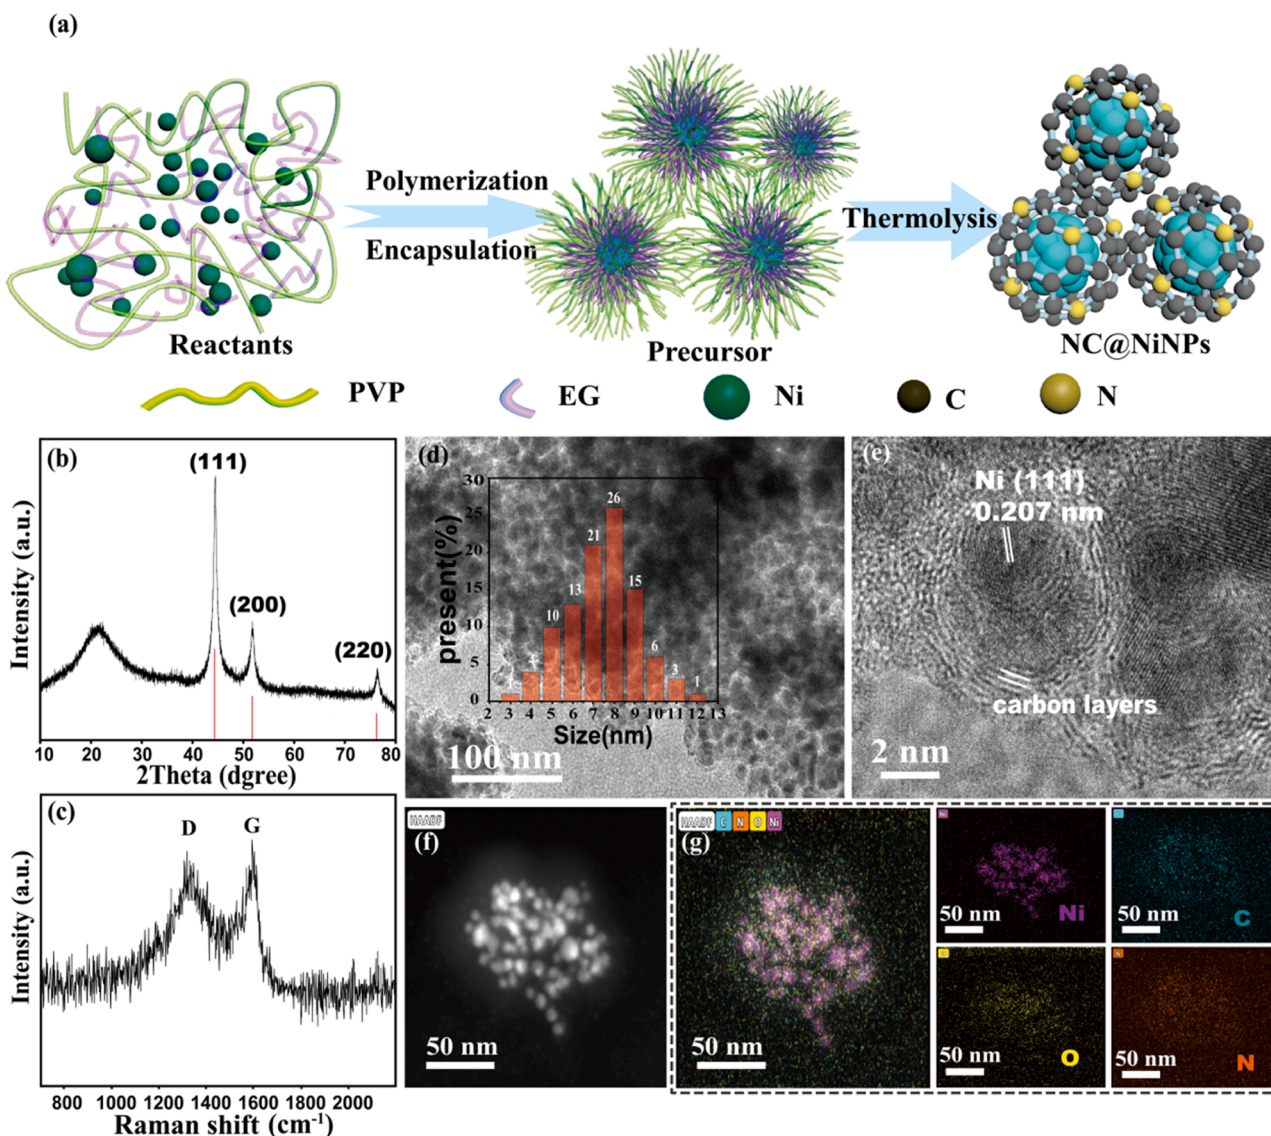 (a)
Polymerization
Encapsulation
Thermolysis
Reactants
Precursor
NC@NiNPs
PVP
EG
Ni
C
N
(b)
(111)
(200)
(220)
Intensity (a.u.)
10 20 30 40 50 60 70 80
2Theta (dgree)
(c)
D
G
Intensity (a.u.)
800 1000 1200 1400 1600 1800 2000
Raman shift (cm-1)
(d)
present(%)
30
25
20
15
10
5
0
4
10
13
21
26
15
6
3
1
2 3 4 5 6 7 8 9 10 11 12 13
Size(nm)
100 nm
(e)
Ni (111)
0.207 nm
carbon layers
2 nm
HAADF
(f)
50 nm
HAADF C N O Ni
(g)
50 nm
Ni
50 nm
Ni
50 nm
C
50 nm
O
N
50 nm
N